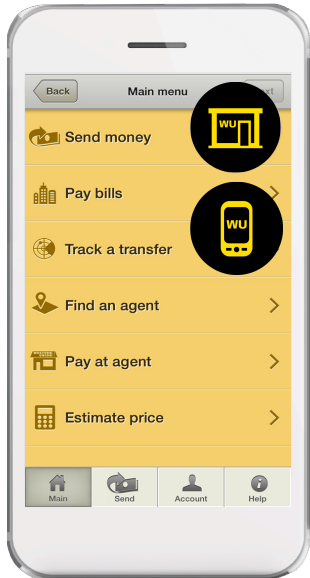 Back
Main menu
Send money
WU
Pay bills
WU
Track a transfer
Find an agent
Pay at agent
Estimate price
Main
Send
Account
Help